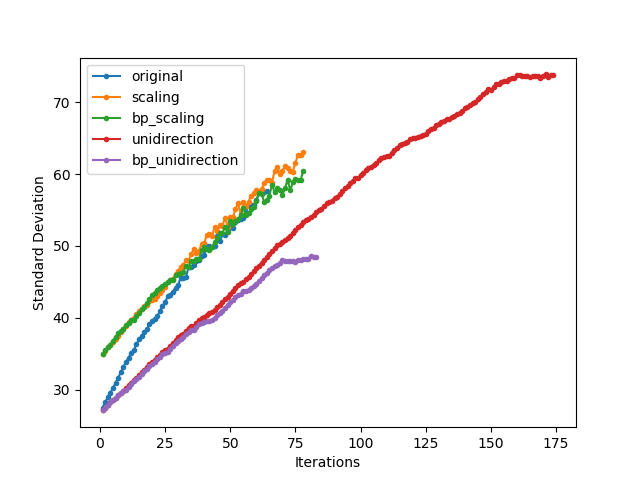 original
scaling
bp_scaling
unidirection
bp_unidirection
70
60
50
40
30
Standard Deviation
0 25 50 75 100 125 150 175
Iterations